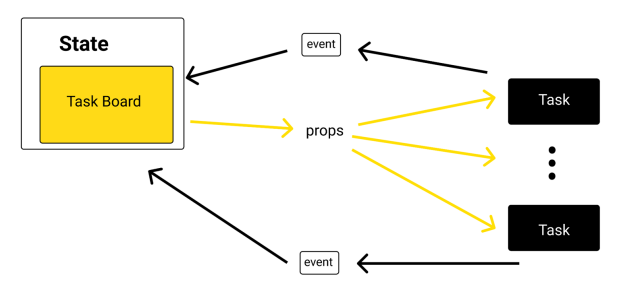 State
event
Task Board
Task
props
Task
event